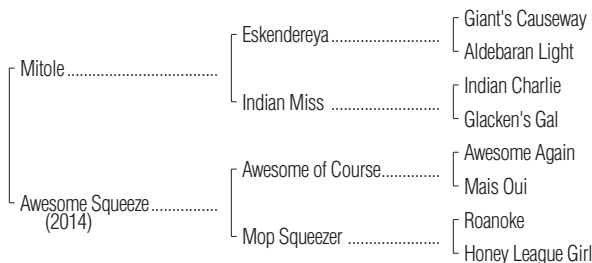 Giant's Causeway
Eskendereya
Aldebaran Light
Mitole
Indian Charlie
Indian Miss
Glacken's Gal
Awesome Again
Awesome of Course
Mais Oui
Awesome Squeeze
(2014)
Roanoke
Mop Squeezer
Honey League Girl